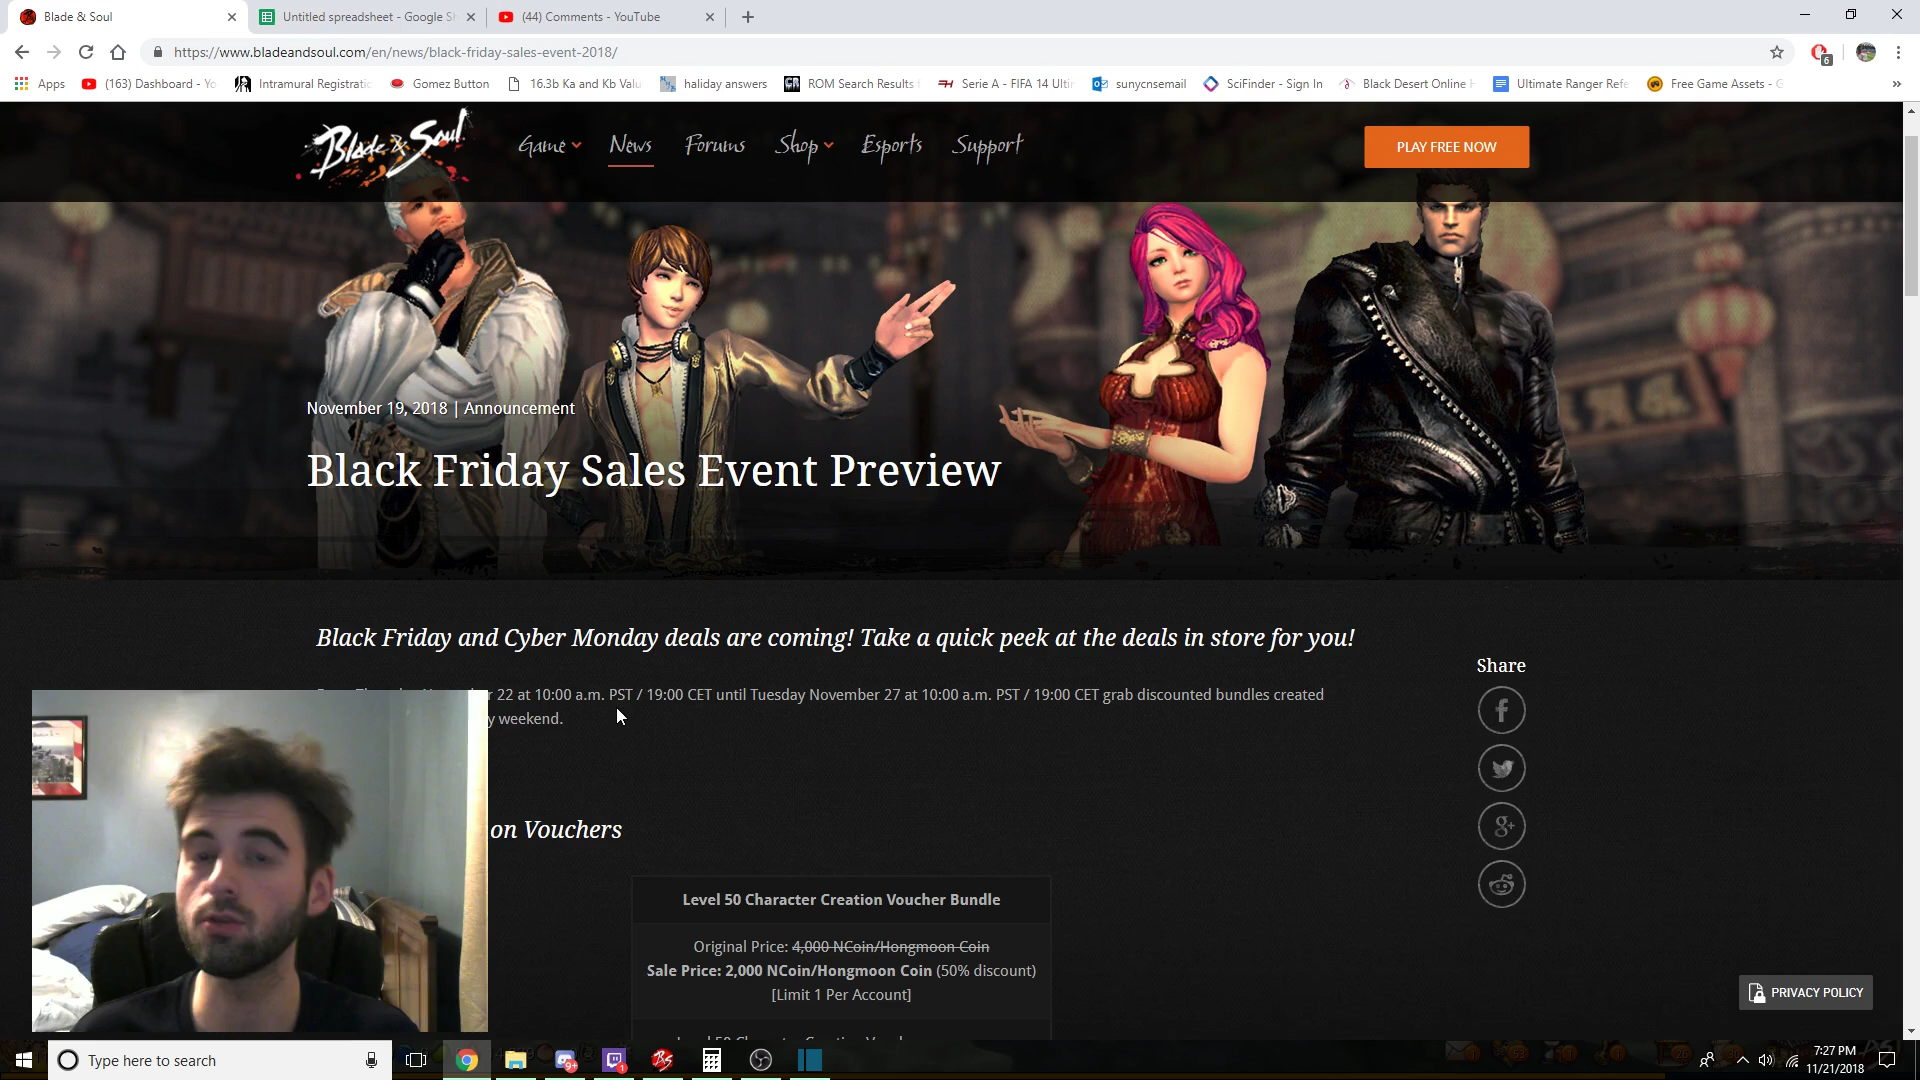 Blade & Soul
Untitled spreadsheet - Google Sh
(44) Comments - YouTube
https://www.bladeandsoul.com/en/news/black-friday-sales-event-2018/
6
Apps
(163) Dashboard - Yo
Intramural Registratio
Gomez Button
16.3b Ka and Kb Valu
haliday answers
ROM Search Results
Serie A - FIFA 14 Ulti
sunycnsemail
SciFinder - Sign In
Black Desert Online
Ultimate Ranger Refe
Free Game Assets - G
Blade & Soul
Game
News
Forums
Shop
Esports
Support
PLAY FREE NOW
November 19, 2018 | Announcement
Black Friday Sales Event Preview
Black Friday and Cyber Monday deals are coming! Take a quick peek at the deals in store for you!
Share
r 22 at 10:00 a.m. PST / 19:00 CET until Tuesday November 27 at 10:00 a.m. PST / 19:00 CET grab discounted bundles created
y weekend.
on Vouchers
Level 50 Character Creation Voucher Bundle
Original Price: 4,000 NCoin/Hongmoon Coin
Sale Price: 2,000 NCoin/Hongmoon Coin (50% discount)
[Limit 1 Per Account]
PRIVACY POLICY
Type here to search
9+
1
7:27 PM
11/21/2018